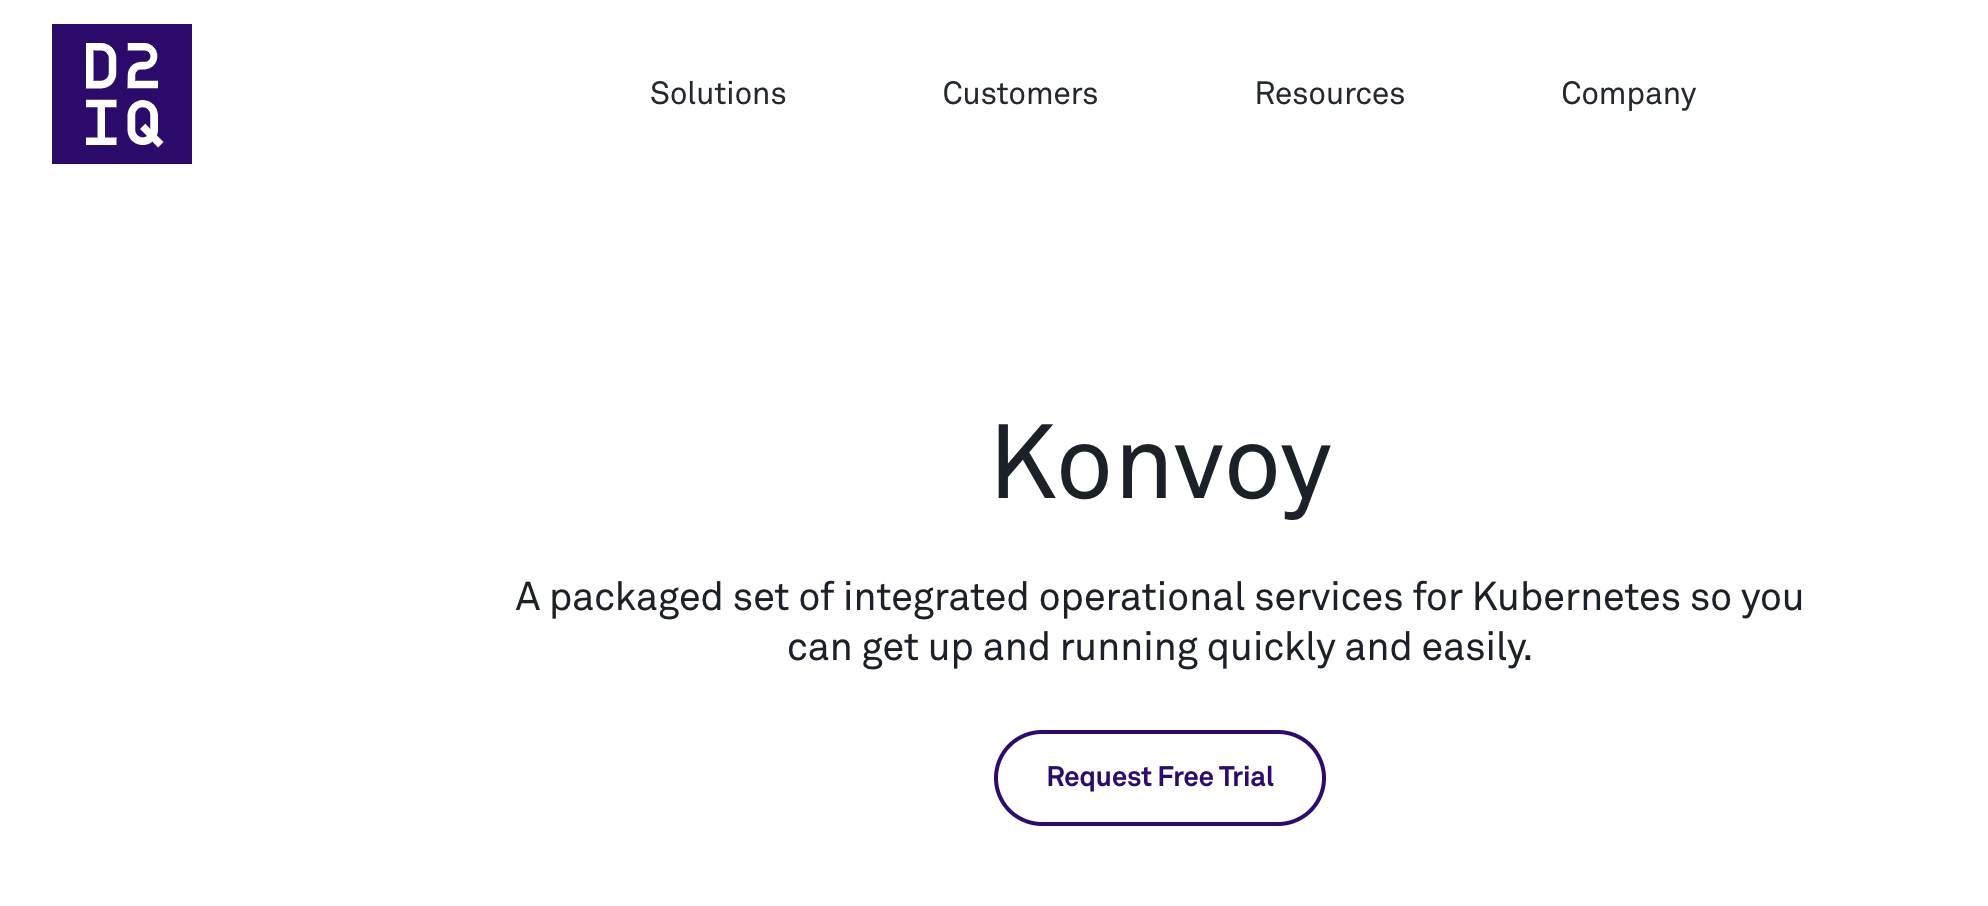 D2
IQ
Solutions
Customers
Resources
Company
Konvoy
A packaged set of integrated operational services for Kubernetes so you
can get up and running quickly and easily.
Request Free Trial